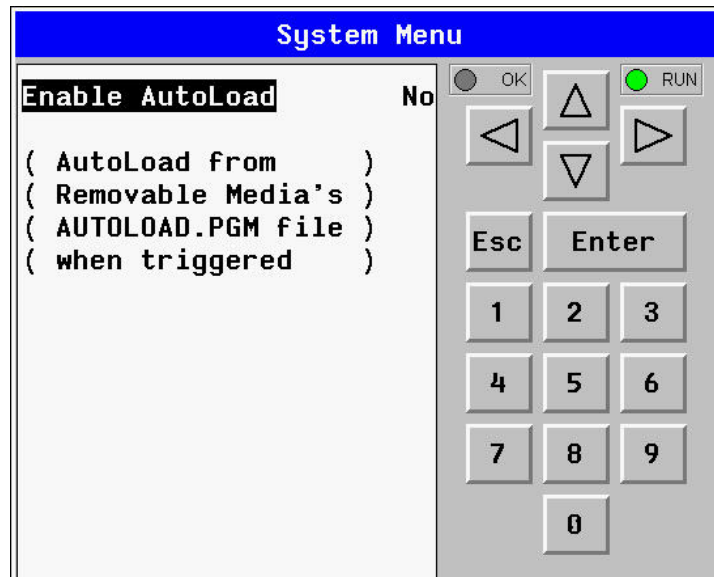 System Menu
Enable AutoLoad No
( AutoLoad from )
( Removable Media's )
( AUTOLOAD.PGM file )
( when triggered )
OK
RUN
Esc Enter
1 2 3
4 5 6
7 8 9
0